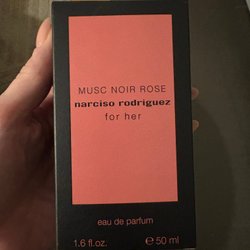 MUSC NOIR ROSE
narciso rodriguez
for her
eau de parfum
1.6 fl.oz. ℮ 50 ml